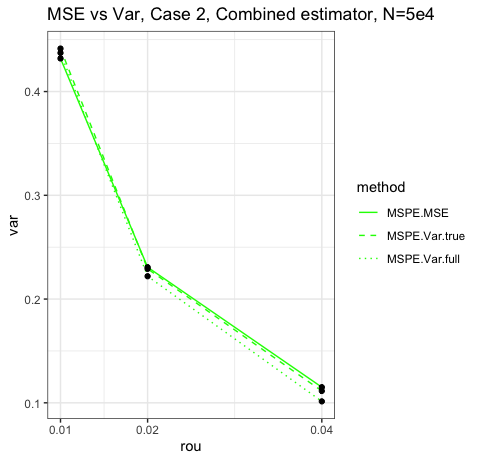 MSE vs Var, Case 2, Combined estimator, N=5e4
var
0.4
0.3
0.2
0.1
0.01
0.02
0.04
rou
method
MSPE.MSE
MSPE.Var.true
MSPE.Var.full